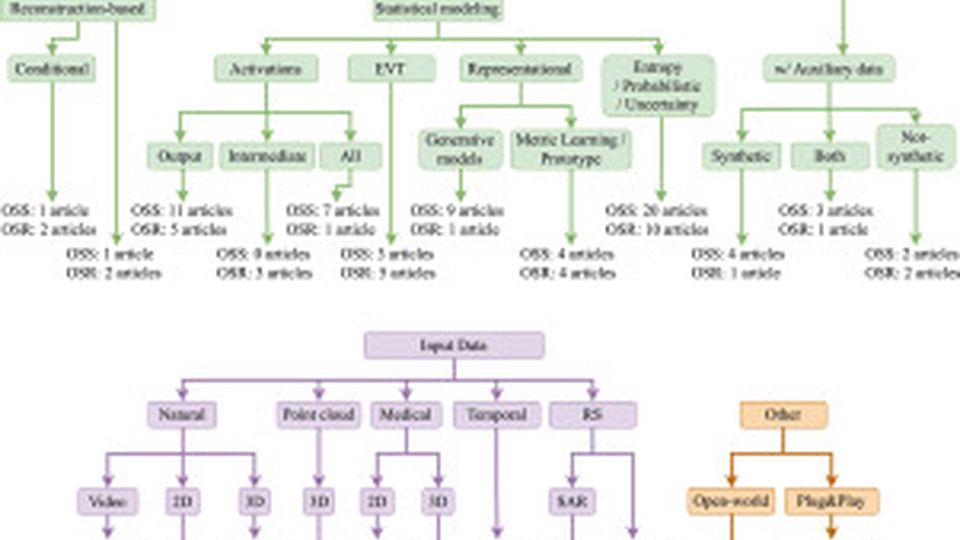 Reconstruction-based
Statistical modeling
Conditional
Activations
EVT
Representational
Entropy
/ Probabilistic
/ Uncertainty
w/ Auxiliary data
Output
Intermediate
All
Generative
models
Metric Learning /
Prototype
Synthetic
Both
Not-
synthetic
OSS: 1 article
OSR: 2 articles
OSS: 11 articles
OSR: 5 articles
OSS: 7 articles
OSR: 1 article
OSS: 9 articles
OSR: 1 article
OSS: 20 articles
OSR: 10 articles
OSS: 3 articles
OSR: 1 article
OSS: 1 article
OSR: 2 articles
OSS: 0 articles
OSR: 3 articles
OSS: 3 articles
OSR: 3 articles
OSS: 4 articles
OSR: 4 articles
OSS: 4 articles
OSR: 1 article
OSS: 2 articles
OSR: 2 articles
Input Data
Natural
Point cloud
Medical
Temporal
RS
Other
Video
2D
3D
3D
2D
3D
SAR
Open-world
Plug&Play